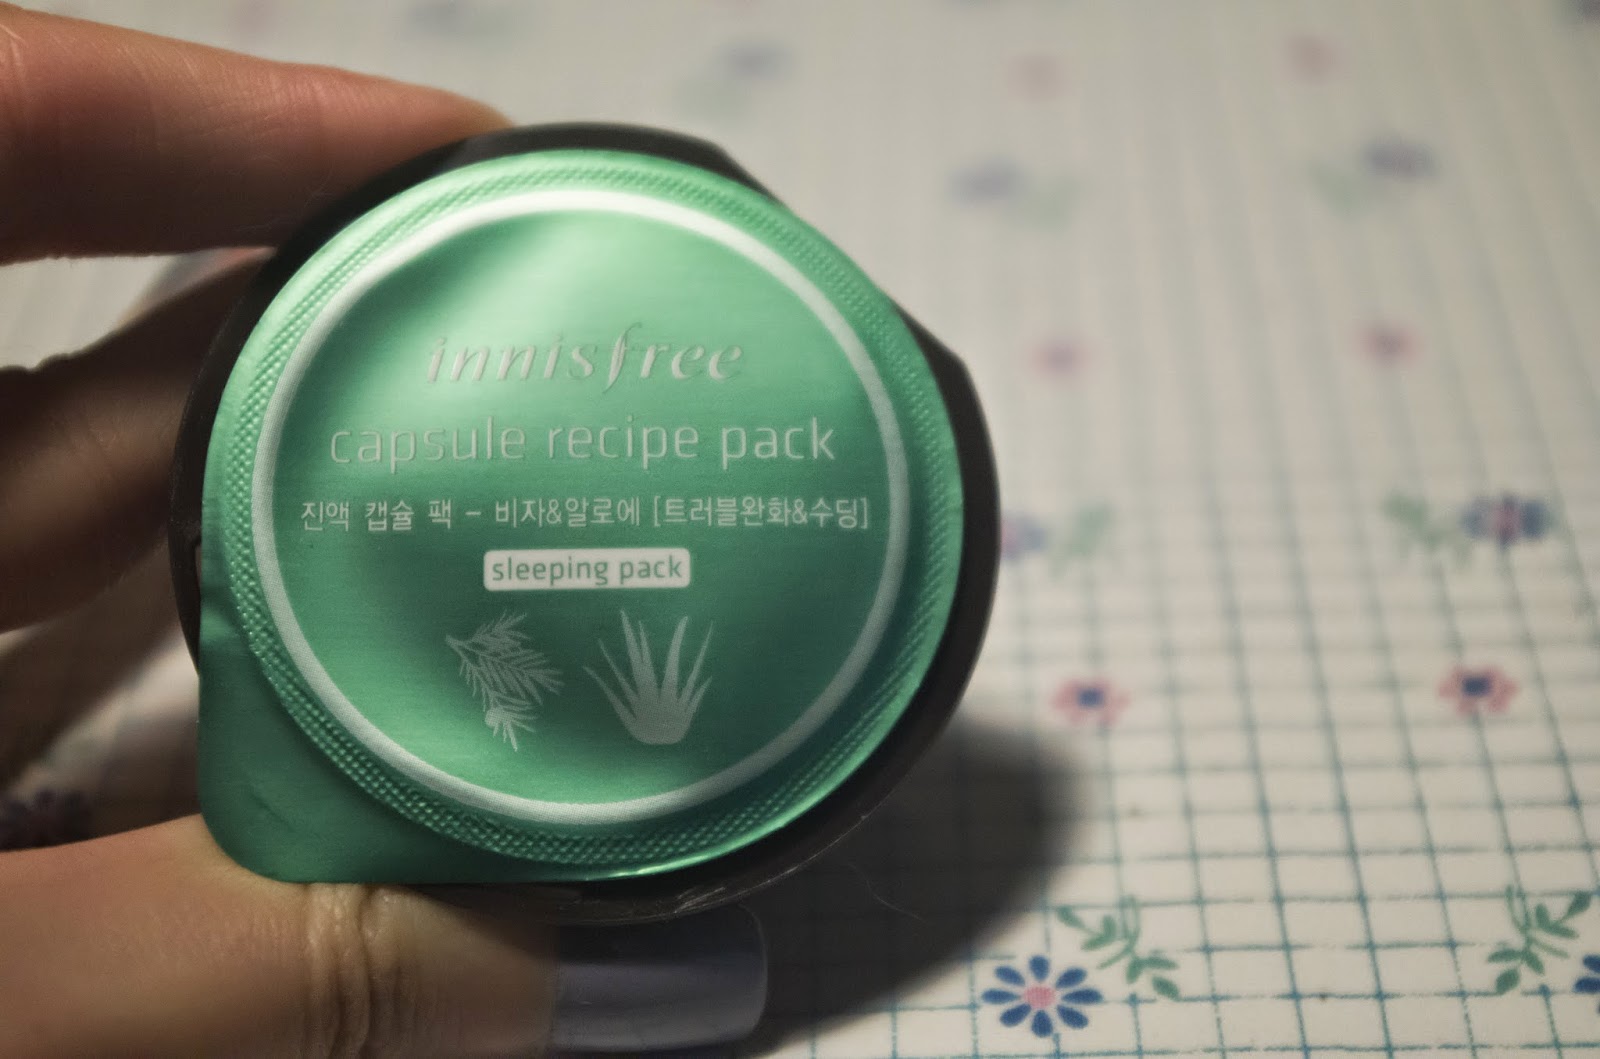 innisfree
capsule recipe pack
진액 캡슐 팩 - 비자&알로에 [트러블완화&수딩]
sleeping pack